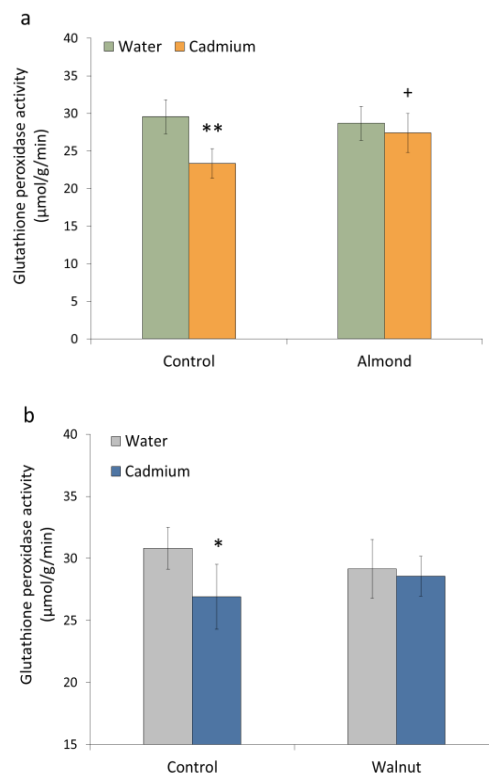 a
Glutathione peroxidase activity
(µmol/g/min)
40
35
30
25
20
15
10
5
0
Water Cadmium
**
+
Control Almond
b
Glutathione peroxidase activity
(µmol/g/min)
40
35
30
25
20
15
Water
Cadmium
*
Control Walnut